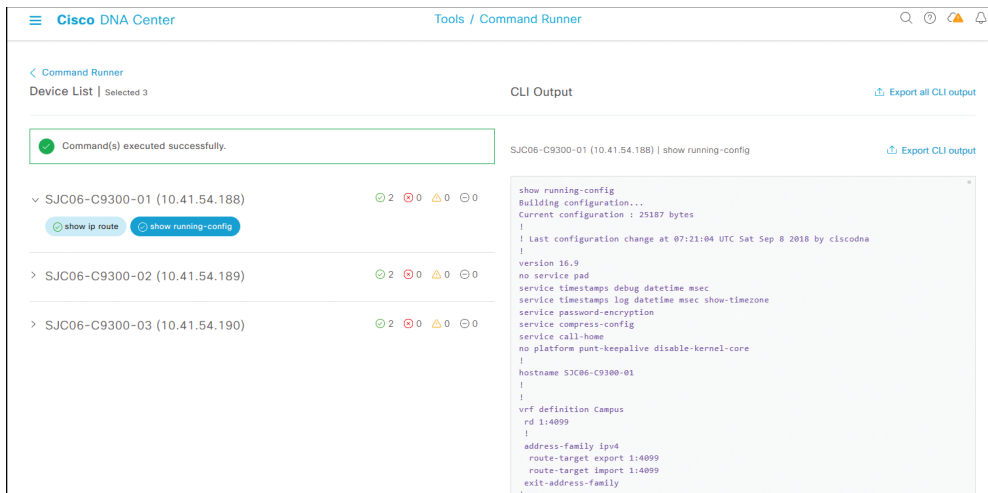 Cisco DNA Center
Tools / Command Runner
Command Runner
Device List | Selected 3
CLI Output
Export all CLI output
Command(s) executed successfully.
SJC06-C9300-01 (10.41.54.188) | show running-config
Export CLI output
SJC06-C9300-01 (10.41.54.188)
2 0 0 0
show ip route
show running-config
SJC06-C9300-02 (10.41.54.189)
2 0 0 0
SJC06-C9300-03 (10.41.54.190)
2 0 0 0
show running-config
Building configuration...
Current configuration : 25187 bytes
!
! Last configuration change at 07:21:04 UTC Sat Sep 8 2018 by ciscodna
!
version 16.9
no service pad
service timestamps debug datetime msec
service timestamps log datetime msec show-timezone
service password-encryption
service compress-config
service call-home
no platform punt-keepalive disable-kernel-core
!
hostname SJC06-C9300-01
!
!
vrf definition Campus
rd 1:4099
!
address-family ipv4
route-target export 1:4099
route-target import 1:4099
exit-address-family